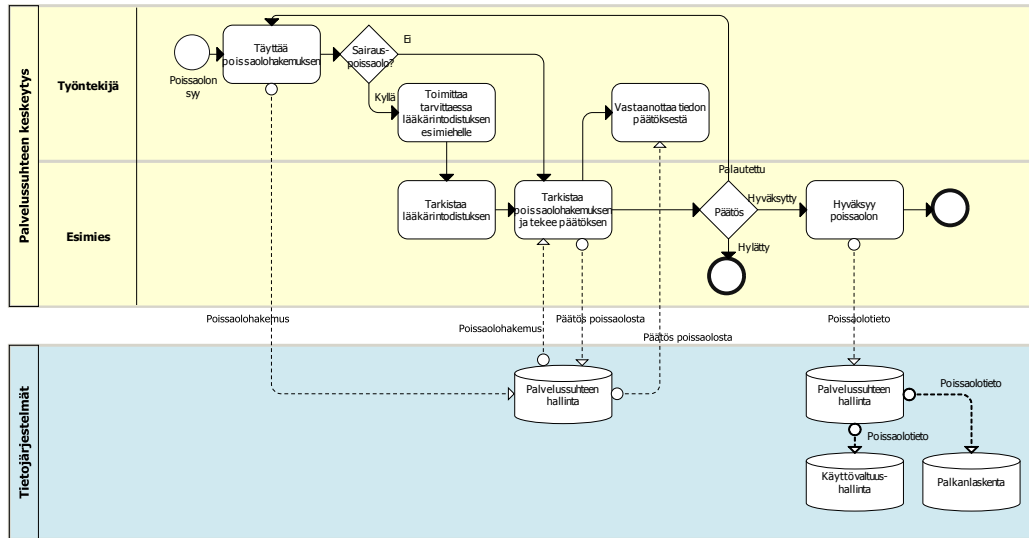 Palvelussuhteen keskeytys
Työntekijä
Poissaolon
syy
Täyttää
poissaolohakemuksen
Sairaus-
poissaolo?
Ei
Kyllä
Toimittaa
tarvittaessa
lääkärintodistuksen
esimiehelle
Vastaanottaa tiedon
päätöksestä
Esimies
Tarkistaa
lääkärintodistuksen
Tarkistaa
poissaolohakemuksen
ja tekee päätöksen
Palautettu
Päätös
Hyväksytty
Hylätty
Hyväksyy
poissaolon
Poissaolohakemus
Poissaolohakemus
Päätös poissaolosta
Päätös poissaolosta
Poissaolotieto
Tietojärjestelmät
Palvelussuhteen
hallinta
Palvelussuhteen
hallinta
Poissaolotieto
Poissaolotieto
Käyttövaltuus-
hallinta
Palkanlaskenta